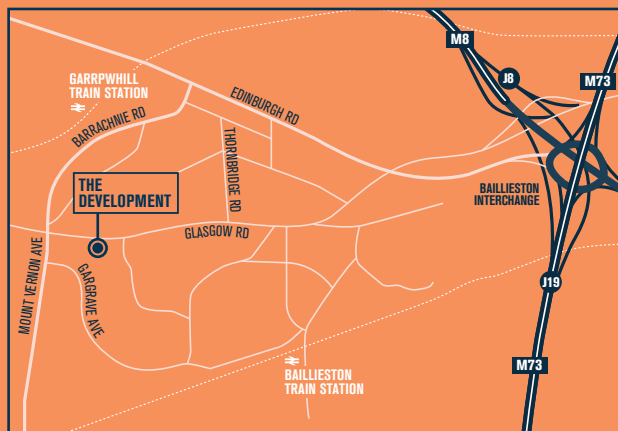 M8
J8
M73
GARRPWHILL
TRAIN STATION
EDINBURGH RD
BARRACHNIE RD
THORNBRIDGE RD
THE
DEVELOPMENT
BAILLIESTON
INTERCHANGE
GLASGOW RD
MOUNT VERNON AVE
GARGRAVE AVE
J19
M73
BAILLIESTON
TRAIN STATION